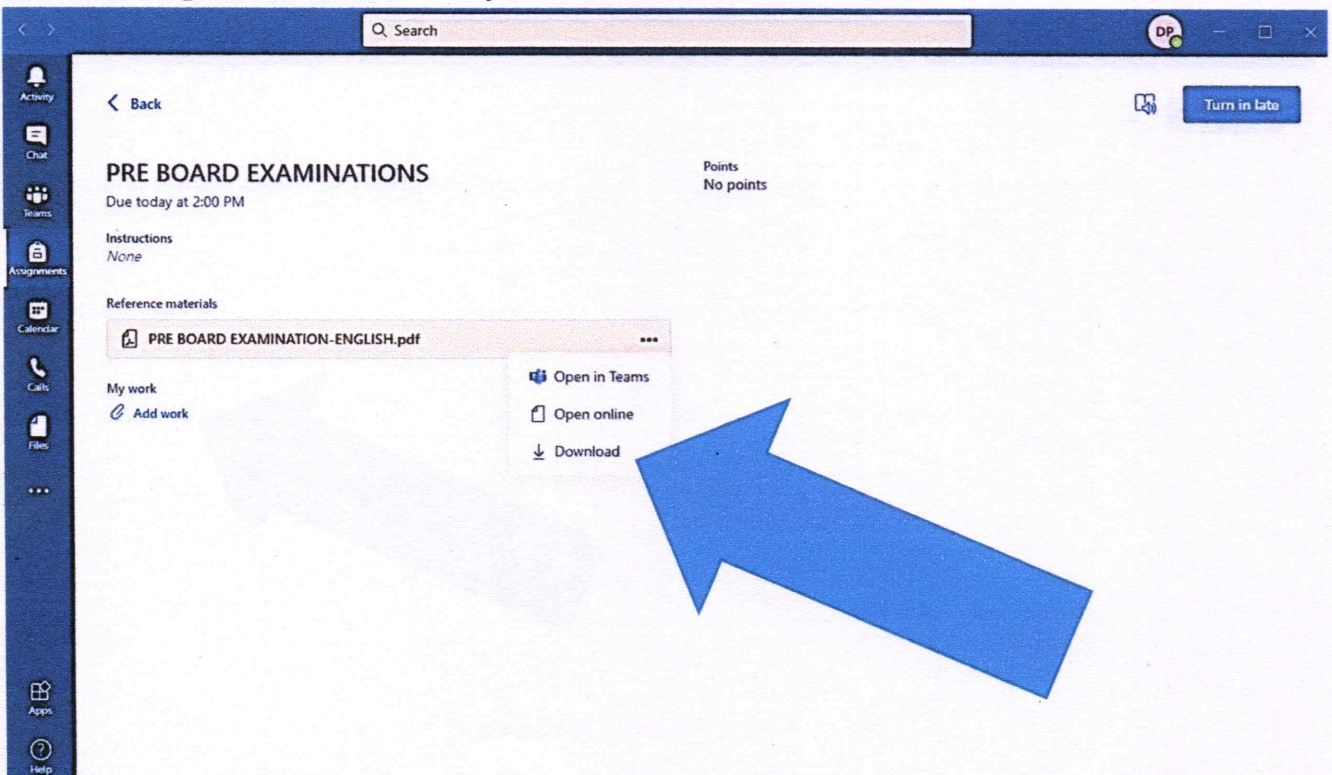 Search
DP
Activity
Chat
Teams
Assignments
Calendar
Calls
Files
Apps
Help
Back
Turn in late
PRE BOARD EXAMINATIONS
Due today at 2:00 PM
Points
No points
Instructions
None
Reference materials
PRE BOARD EXAMINATION-ENGLISH.pdf
Open in Teams
Open online
Download
My work
Add work